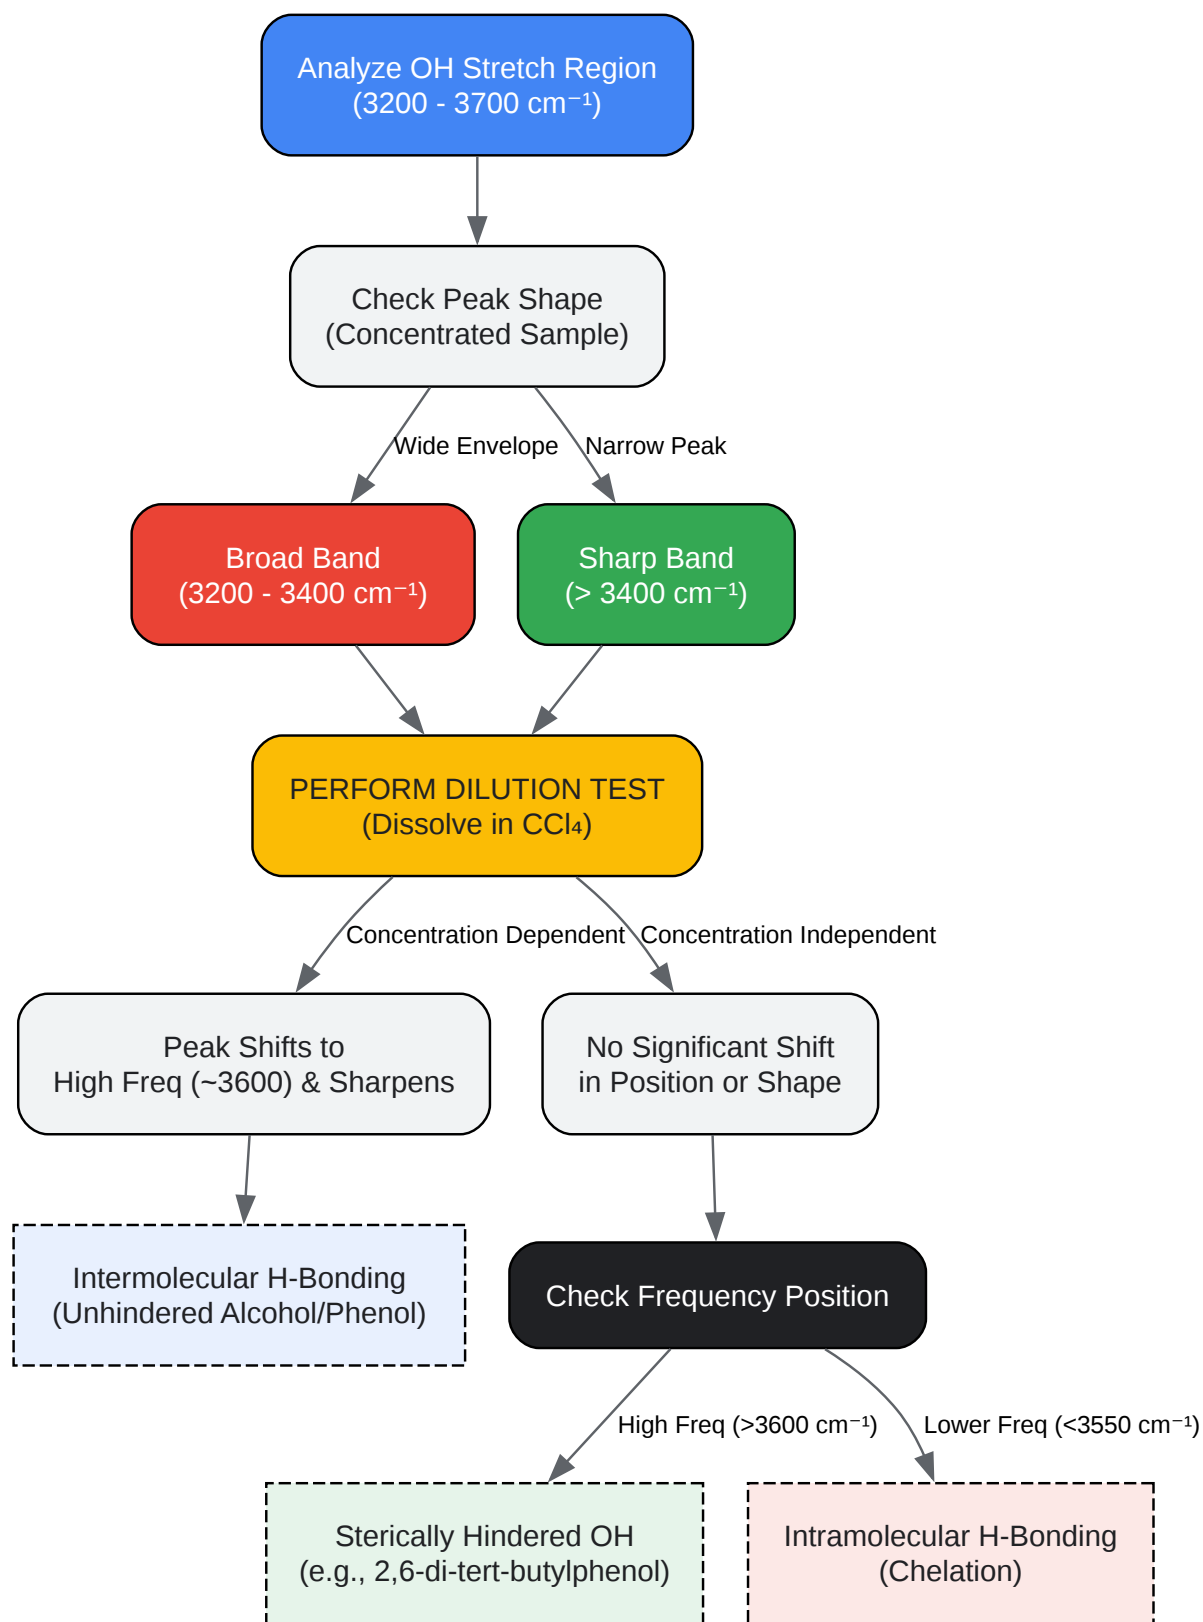 Analyze OH Stretch Region
(3200 - 3700 cm⁻¹)
Check Peak Shape
(Concentrated Sample)
Wide Envelope
Narrow Peak
Broad Band
(3200 - 3400 cm⁻¹)
Sharp Band
(> 3400 cm⁻¹)
PERFORM DILUTION TEST
(Dissolve in CCl₄)
Concentration Dependent
Concentration Independent
Peak Shifts to
High Freq (~3600) & Sharpens
No Significant Shift
in Position or Shape
Intermolecular H-Bonding
(Unhindered Alcohol/Phenol)
Check Frequency Position
High Freq (>3600 cm⁻¹)
Lower Freq (<3550 cm⁻¹)
Sterically Hindered OH
(e.g., 2,6-di-tert-butylphenol)
Intramolecular H-Bonding
(Chelation)